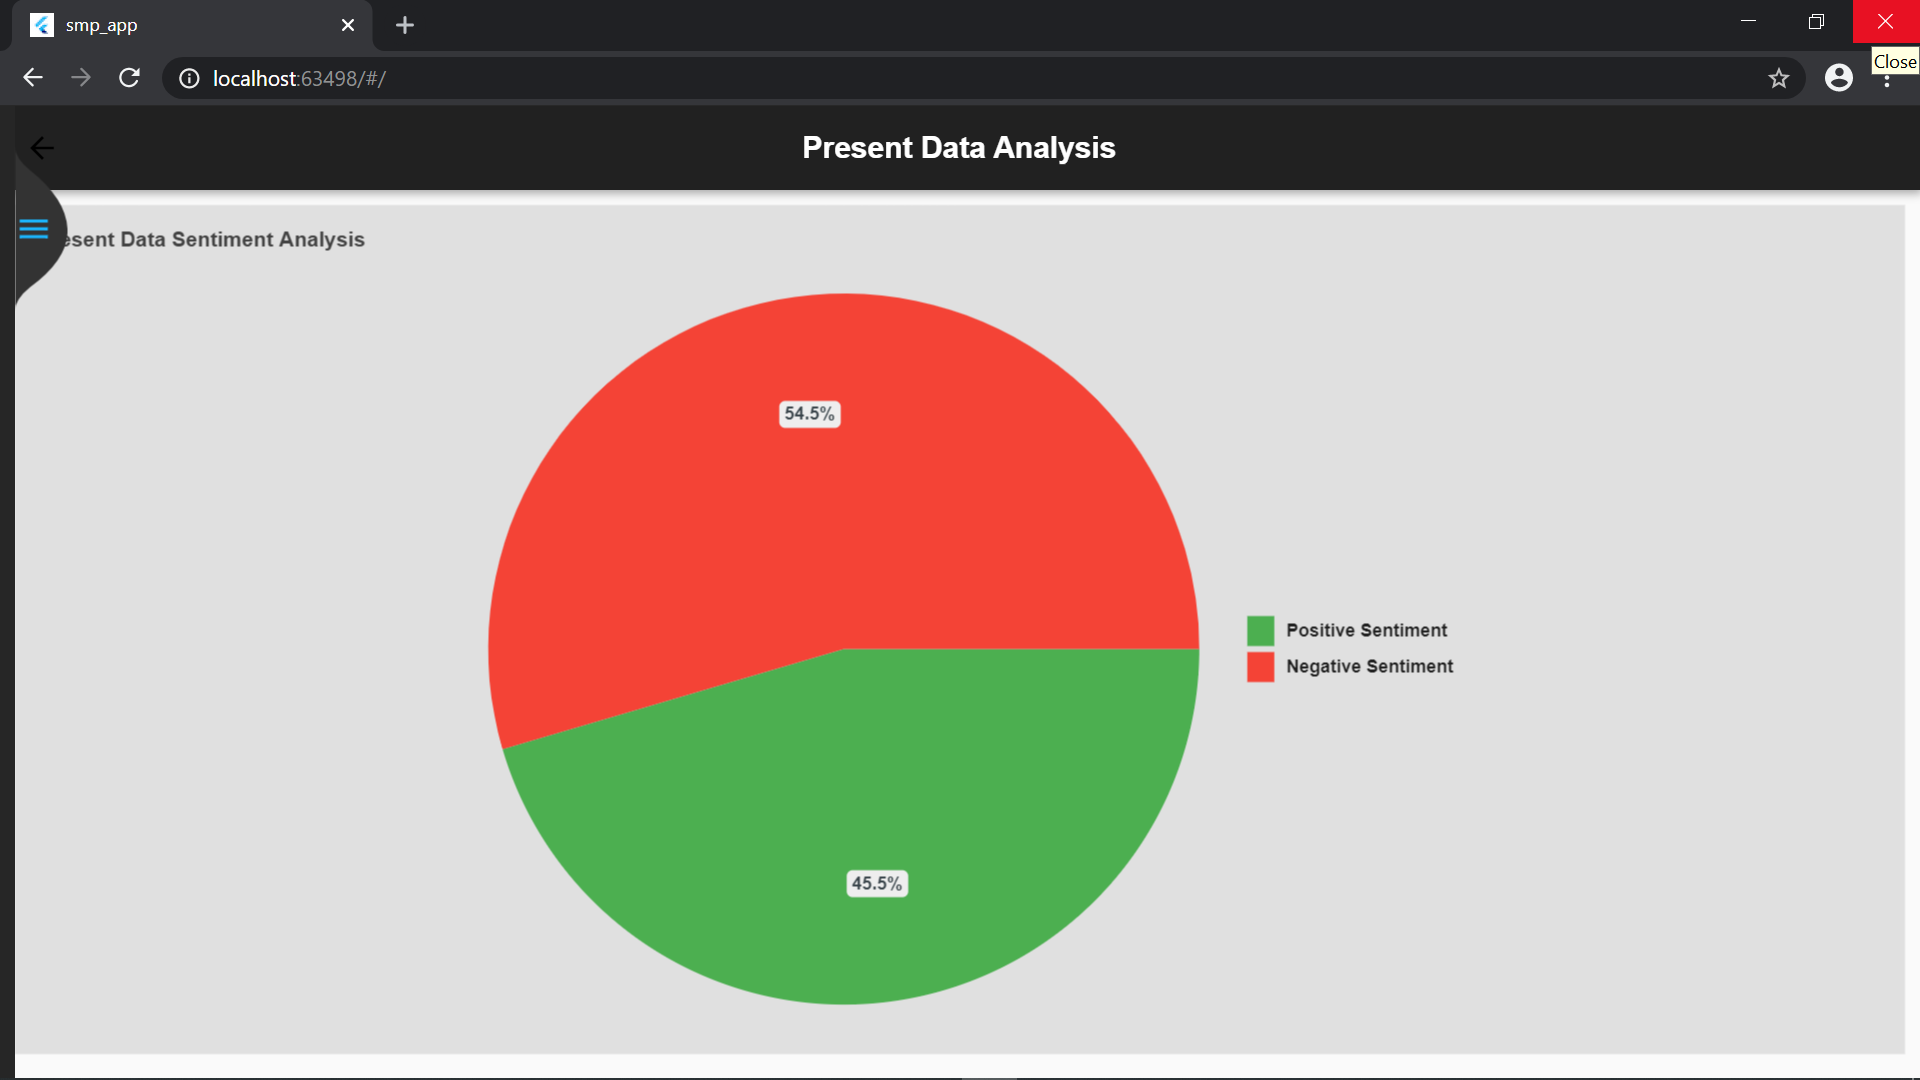 smp_app
localhost:63498/#/
Close
Present Data Analysis
esent Data Sentiment Analysis
54.5%
Positive Sentiment
Negative Sentiment
45.5%